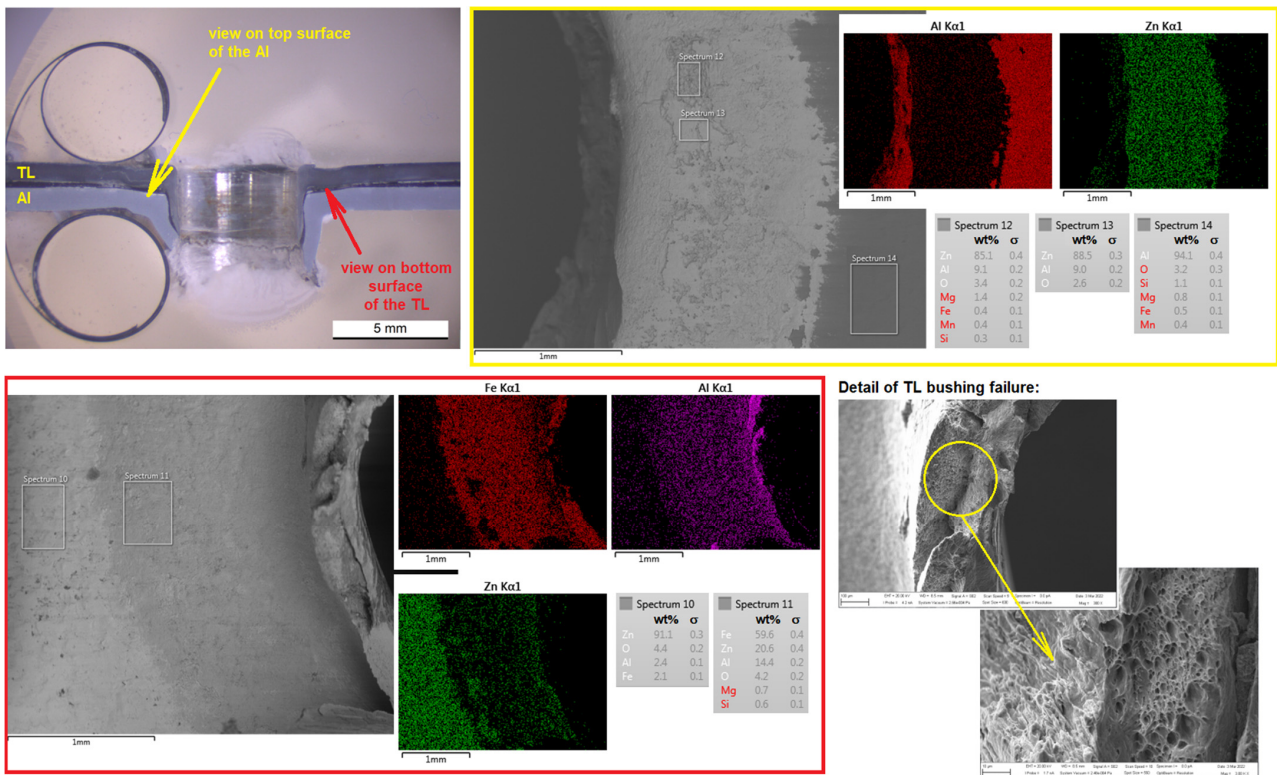 view on top surface
of the Al
TL
Al
view on bottom
surface
of the TL
5 mm
Spectrum 12
Spectrum 13
Spectrum 14
1mm
Al Kα1
1mm
Zn Kα1
1mm
Spectrum 12
wt% σ
Zn 85.1 0.4
Al 9.1 0.2
O 3.4 0.2
Mg 1.4 0.2
Fe 0.4 0.1
Mn 0.4 0.1
Si 0.3 0.1
Spectrum 13
wt% σ
Zn 88.5 0.3
Al 9.0 0.2
O 2.6 0.2
Spectrum 14
wt% σ
Al 94.1 0.4
O 3.2 0.3
Si 1.1 0.1
Mg 0.8 0.1
Fe 0.5 0.1
Mn 0.4 0.1
Spectrum 10
Spectrum 11
1mm
Fe Kα1
1mm
Al Kα1
1mm
Zn Kα1
1mm
Spectrum 10
wt% σ
Zn 91.1 0.3
O 4.4 0.2
Al 2.4 0.1
Fe 2.1 0.1
Spectrum 11
wt% σ
Fe 59.6 0.4
Zn 20.6 0.4
Al 14.4 0.2
O 4.2 0.2
Mg 0.7 0.1
Si 0.6 0.1
Detail of TL bushing failure: